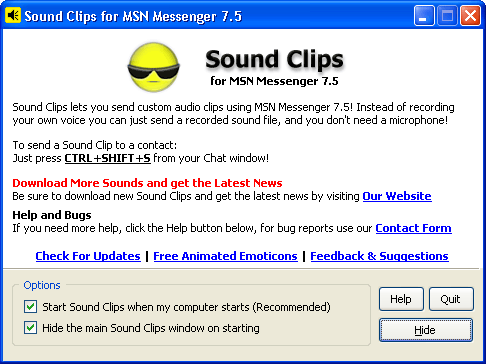 Sound Clips for MSN Messenger 7.5
Sound Clips
for MSN Messenger 7.5
Sound Clips lets you send custom audio clips using MSN Messenger 7.5! Instead of recording
your own voice you can just send a recorded sound file, and you don't need a microphone!
To send a Sound Clip to a contact:
Just press CTRL+SHIFT+S from your Chat window!
Download More Sounds and get the Latest News
Be sure to download new Sound Clips and get the latest news by visiting Our Website
Help and Bugs
If you need more help, click the Help button below, for bug reports use our Contact Form
Check For Updates | Free Animated Emoticons | Feedback & Suggestions
Options
Start Sound Clips when my computer starts (Recommended)
Hide the main Sound Clips window on starting
Help
Quit
Hide